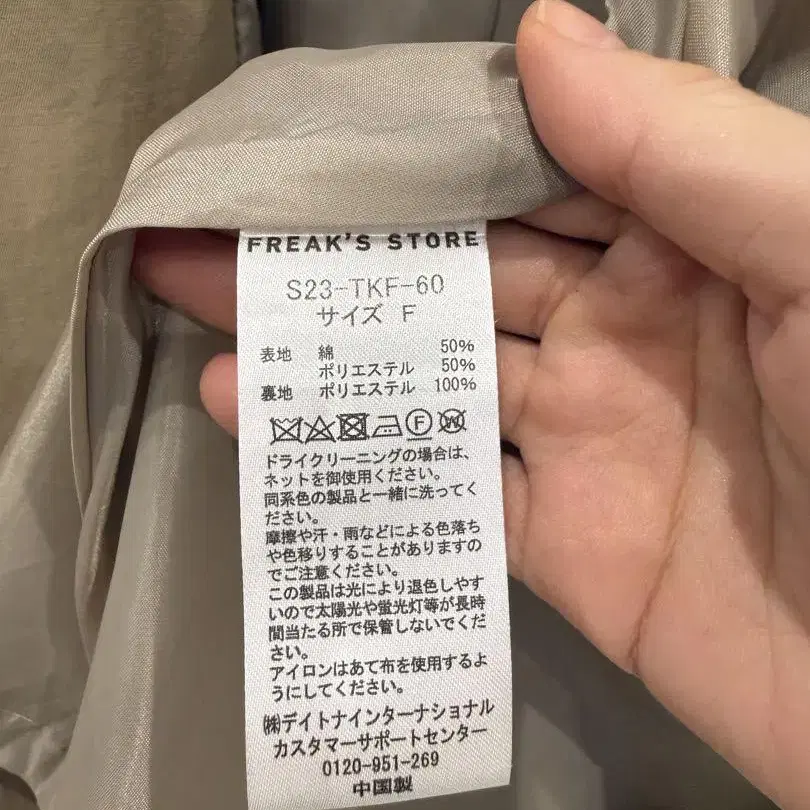 FREAK'S STORE
S23-TKF-60
サイズ F
表地 綿 50%
ポリエステル 50%
裏地 ポリエステル 100%
F W
ドライクリーニングの場合は、
ネットを御使用ください。
同系色の製品と一緒に洗ってく
ださい。
摩擦や汗・雨などによる色落ち
や色移りすることがありますの
でご注意ください。
この製品は光により退色しやす
いので太陽光や蛍光灯等が長時
間当たる所で保管しないでくだ
さい。
アイロンはあて布を使用するよ
うにしてください。
㈱デイトナインターナショナル
カスタマーサポートセンター
0120-951-269
中国製